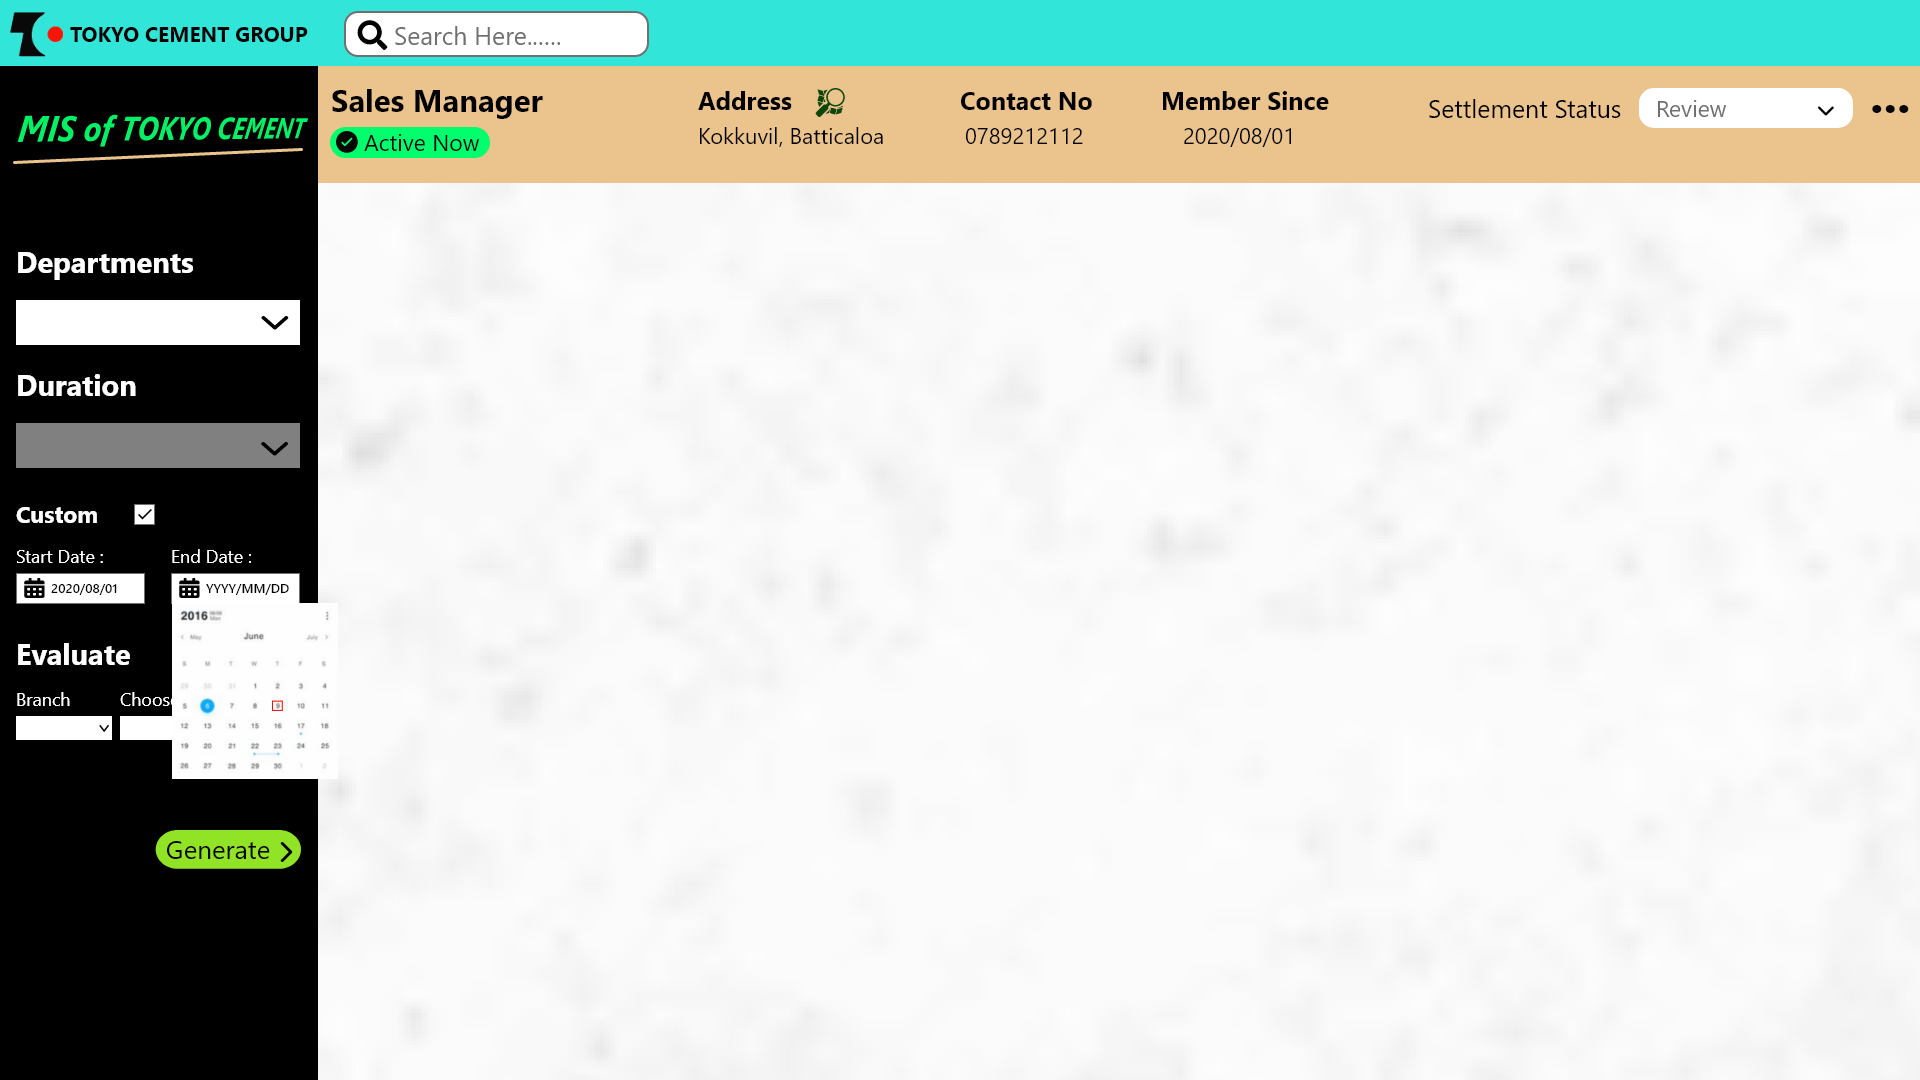 TOKYO CEMENT GROUP
Search Here......
MIS of TOKYO CEMENT
Sales Manager
Active Now
Address
Kokkuvil, Batticaloa
Contact No
0789212112
Member Since
2020/08/01
Settlement Status
Review
Departments
Duration
Custom
Start Date :
End Date :
2020/08/01
YYYY/MM/DD
2016
May June July
S M T W T F S
29 30 31 1 2 3 4
5 6 7 8 9 10 11
12 13 14 15 16 17 18
19 20 21 22 23 24 25
26 27 28 29 30 1 2
Evaluate
Branch
Choose
Generate